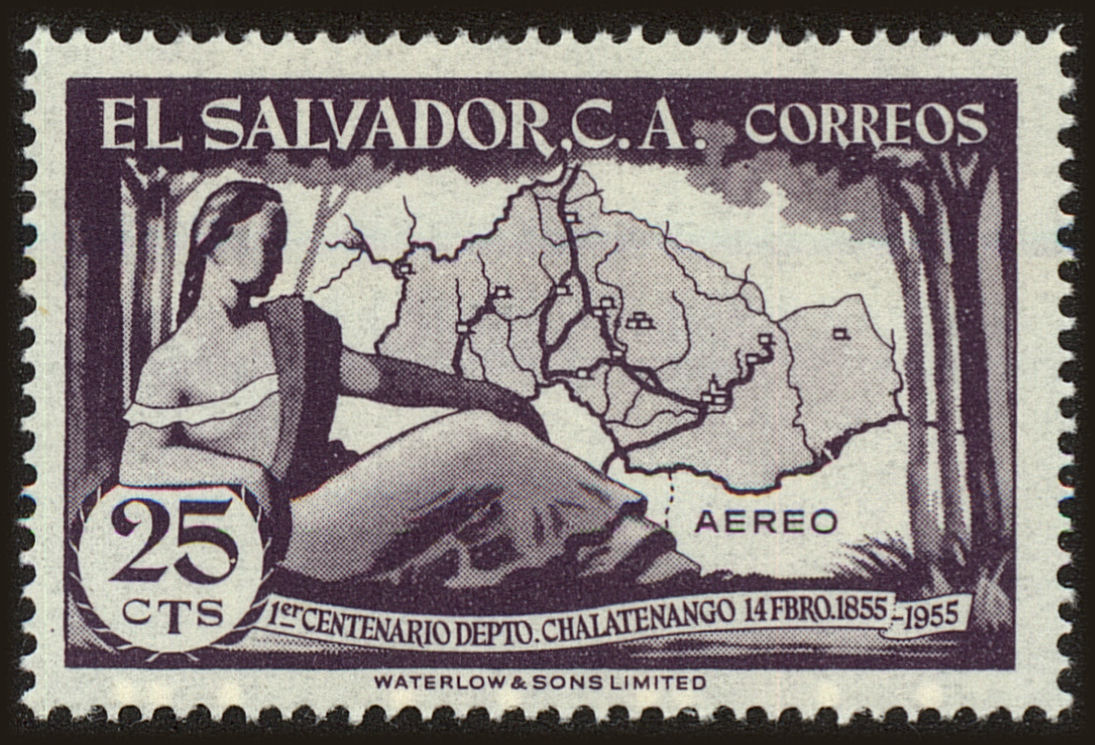 EL SALVADOR, C.A. CORREOS
AEREO
25
CTS
1er CENTENARIO DEPTO. CHALATENANGO 14 FBRO. 1855-1955
WATERLOW & SONS LIMITED